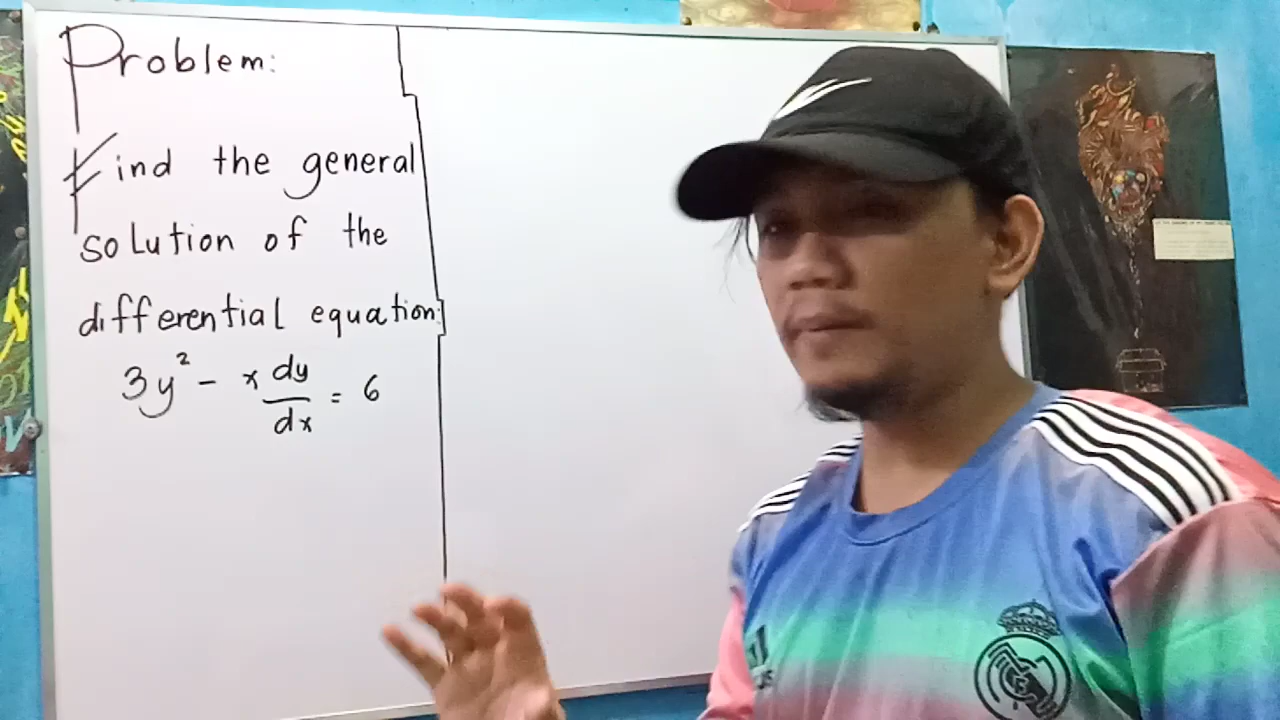 Problem:
Find the general
solution of the
differential equation:
3y² - x dy/dx = 6